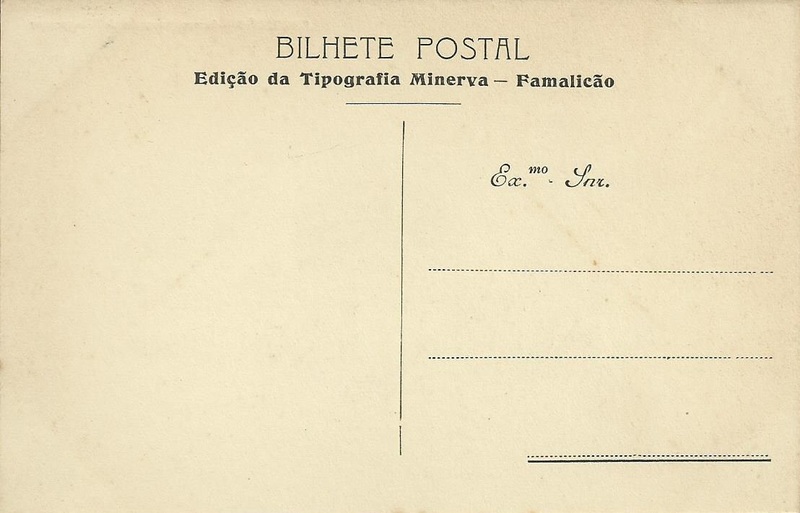 BILHETE POSTAL
Edição da Tipografia Minerva — Famalicão
Ex.mo. Snr.